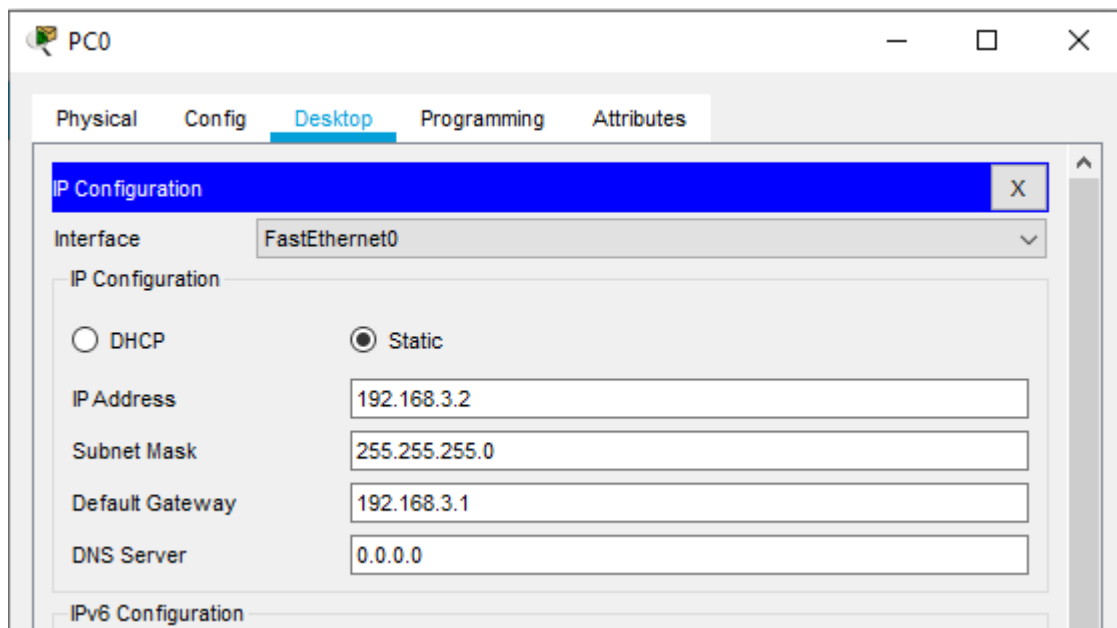 PC0
Physical Config Desktop Programming Attributes
IP Configuration X
Interface FastEthernet0
IP Configuration
DHCP Static
IP Address 192.168.3.2
Subnet Mask 255.255.255.0
Default Gateway 192.168.3.1
DNS Server 0.0.0.0
IPv6 Configuration